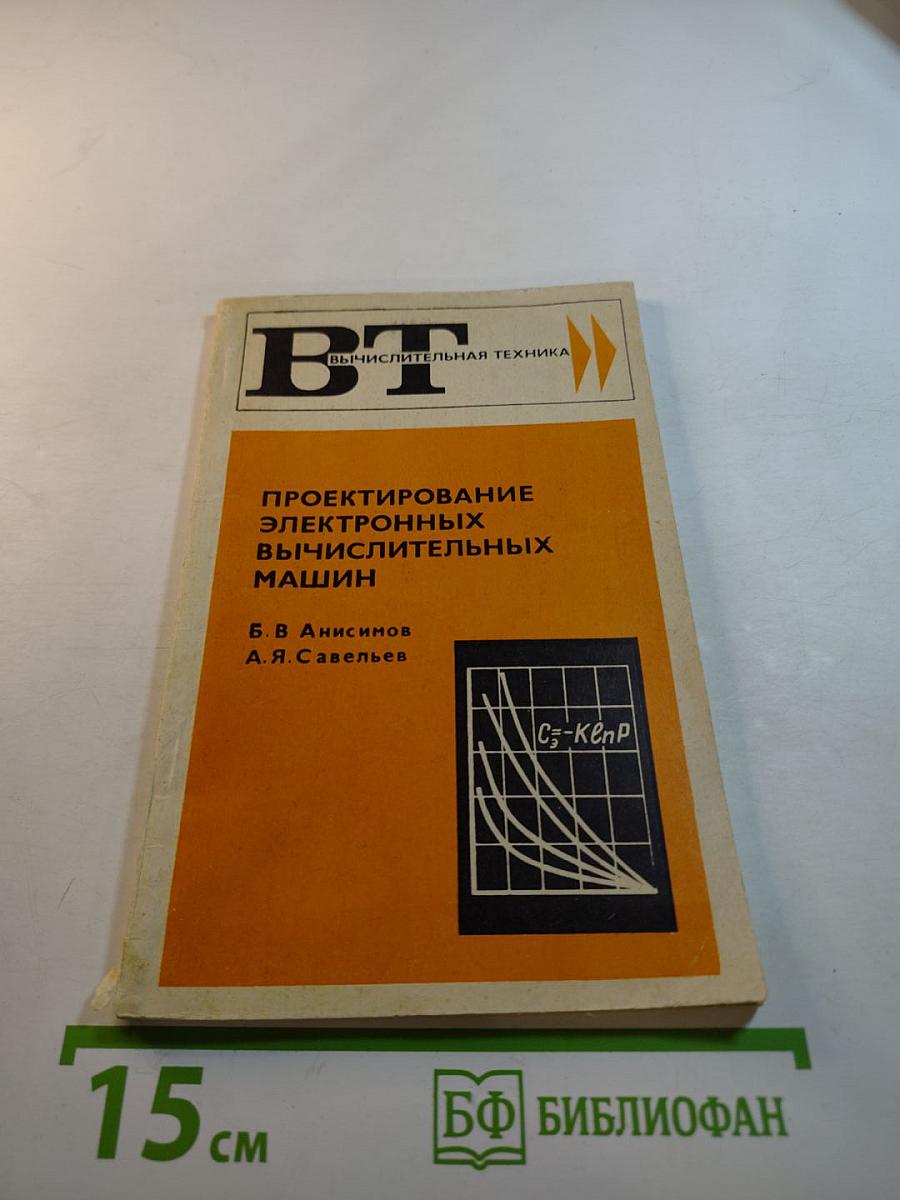 ВТ
ВЫЧИСЛИТЕЛЬНАЯ ТЕХНИКА
ПРОЕКТИРОВАНИЕ
ЭЛЕКТРОННЫХ
ВЫЧИСЛИТЕЛЬНЫХ
МАШИН
Б. В Анисимов
А.Я.Савельев
Cэ=-KlnP
15 см
БФ БИБЛИОФАН